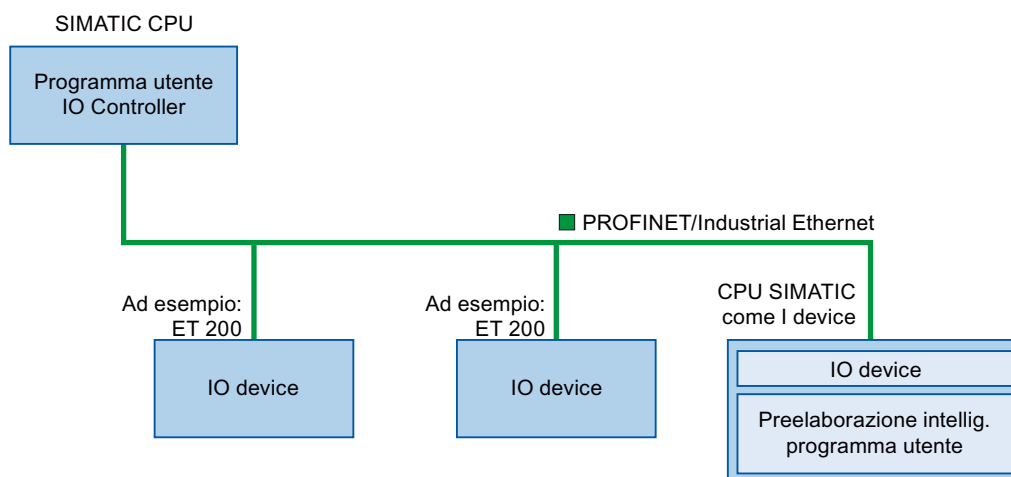 SIMATIC CPU
Programma utente
IO Controller
PROFINET/Industrial Ethernet
Ad esempio:
ET 200
IO device
Ad esempio:
ET 200
IO device
CPU SIMATIC
come I device
IO device
Preelaborazione intellig.
programma utente